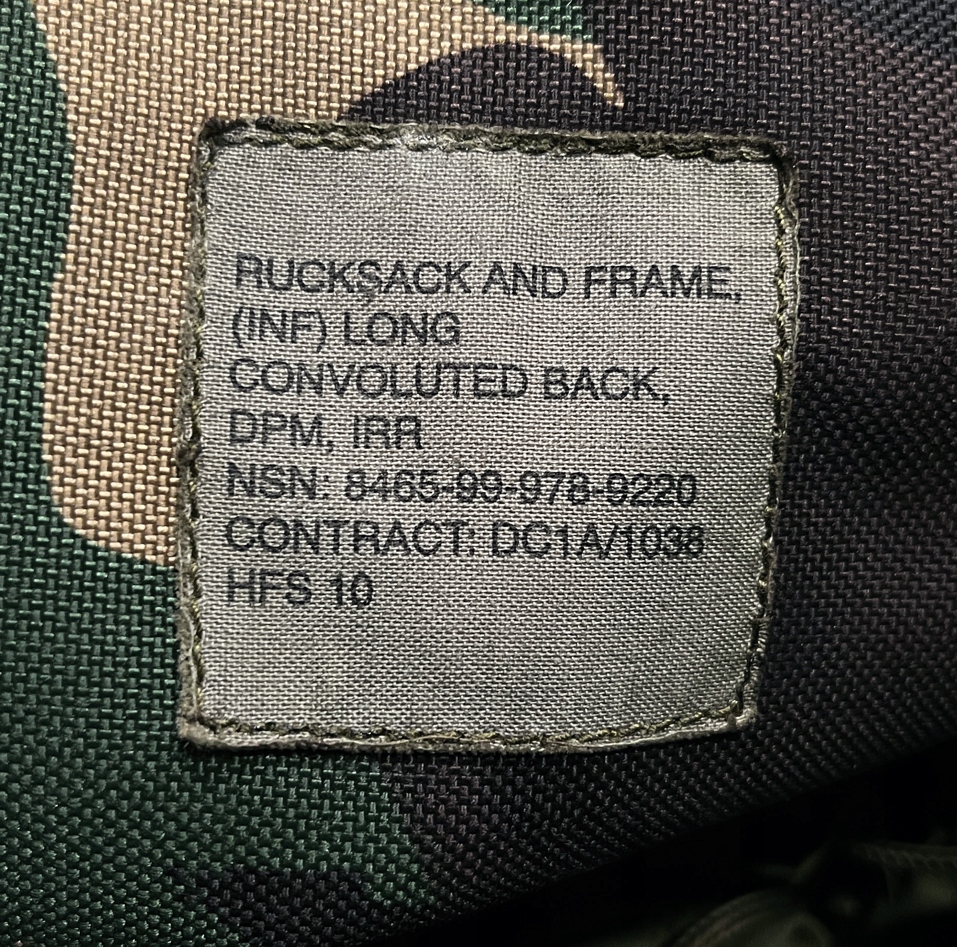 RUCKSACK AND FRAME,
(INF) LONG
CONVOLUTED BACK,
DPM, IRR
NSN: 8465-99-978-9220
CONTRACT: DC1A/1038
HFS 10